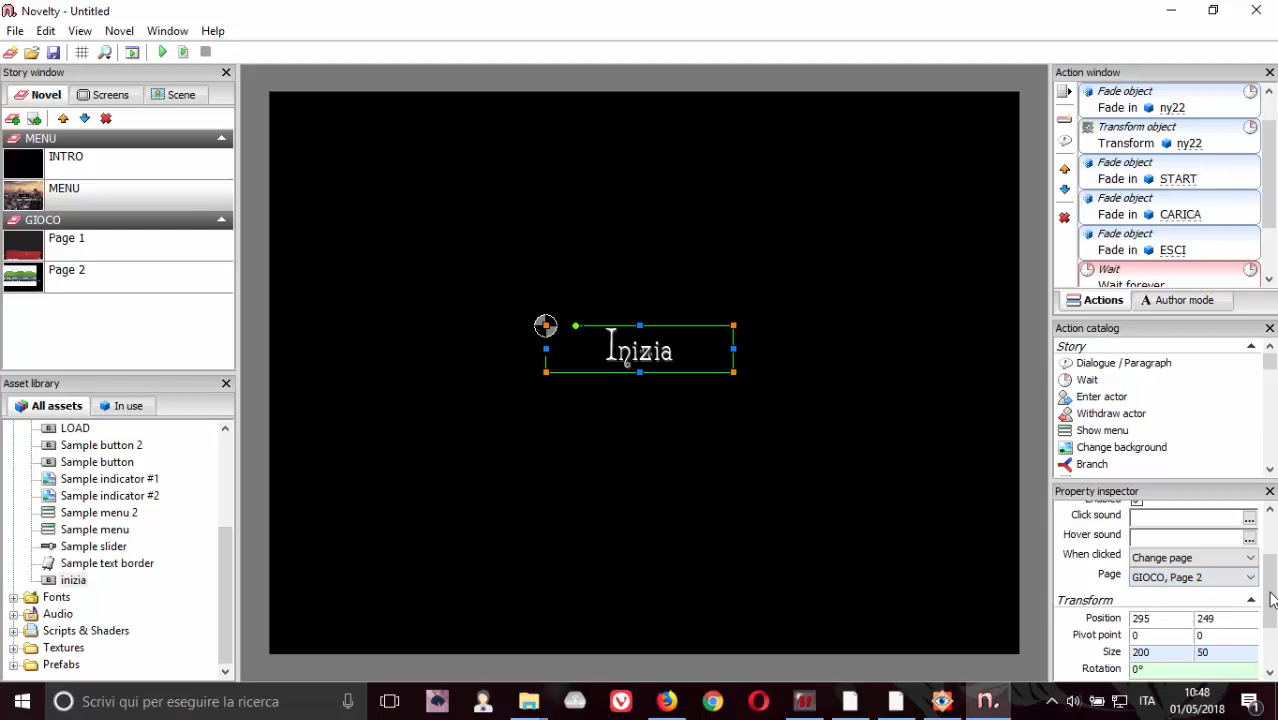 Novelty - Untitled
File Edit View Novel Window Help
Story window
Novel Screens Scene
MENU
INTRO
MENU
GIOCO
Page 1
Page 2
Asset library
All assets In use
LOAD
Sample button 2
Sample button
Sample indicator #1
Sample indicator #2
Sample menu 2
Sample menu
Sample slider
Sample text border
inizia
Fonts
Audio
Scripts & Shaders
Textures
Prefabs
Inizia
Action window
Fade object
Fade in ny22
Transform object
Transform ny22
Fade object
Fade in START
Fade object
Fade in CARICA
Fade object
Fade in ESCI
Wait
Wait forever
Actions Author mode
Action catalog
Story
Dialogue / Paragraph
Wait
Enter actor
Withdraw actor
Show menu
Change background
Branch
Property inspector
Enabled
Click sound ...
Hover sound ...
When clicked Change page
Page GIOCO, Page 2
Transform
Position 295 249
Pivot point 0 0
Size 200 50
Rotation 0°
Scrivi qui per eseguire la ricerca
ITA
10:48
01/05/2018